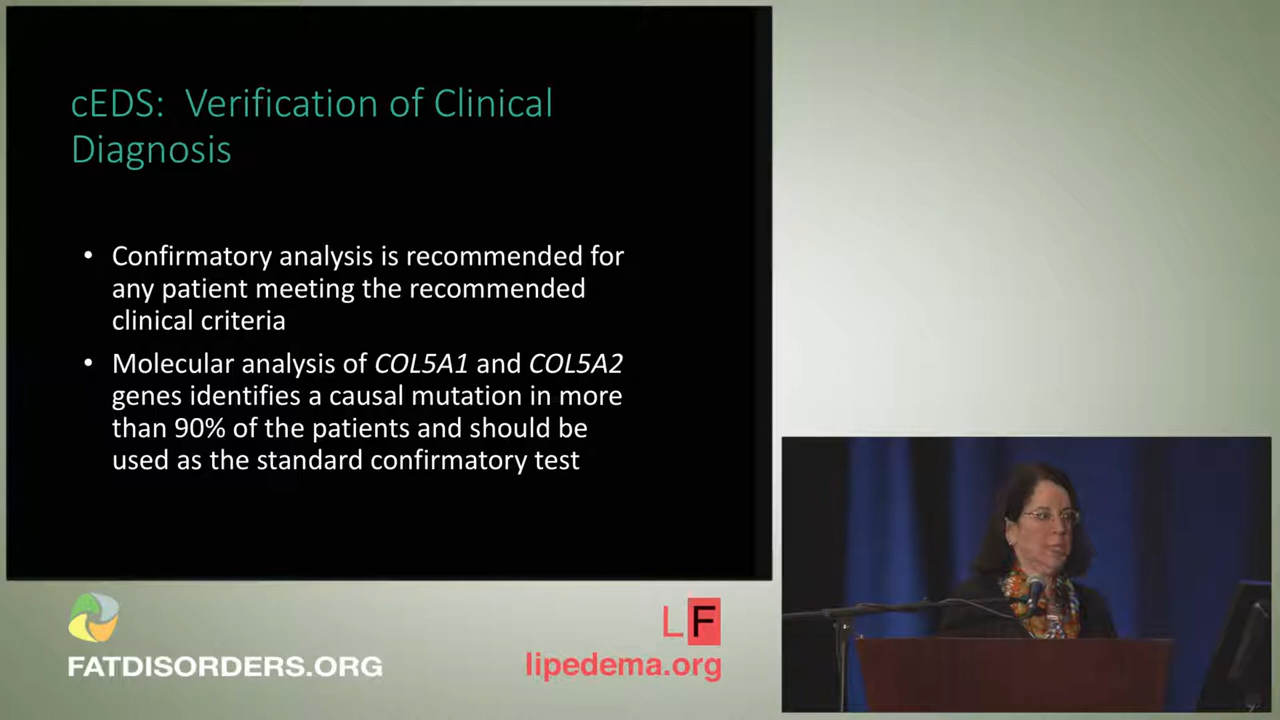 cEDS: Verification of Clinical
Diagnosis
• Confirmatory analysis is recommended for
any patient meeting the recommended
clinical criteria
• Molecular analysis of COL5A1 and COL5A2
genes identifies a causal mutation in more
than 90% of the patients and should be
used as the standard confirmatory test
FATDISORDERS.ORG
LF
lipedema.org